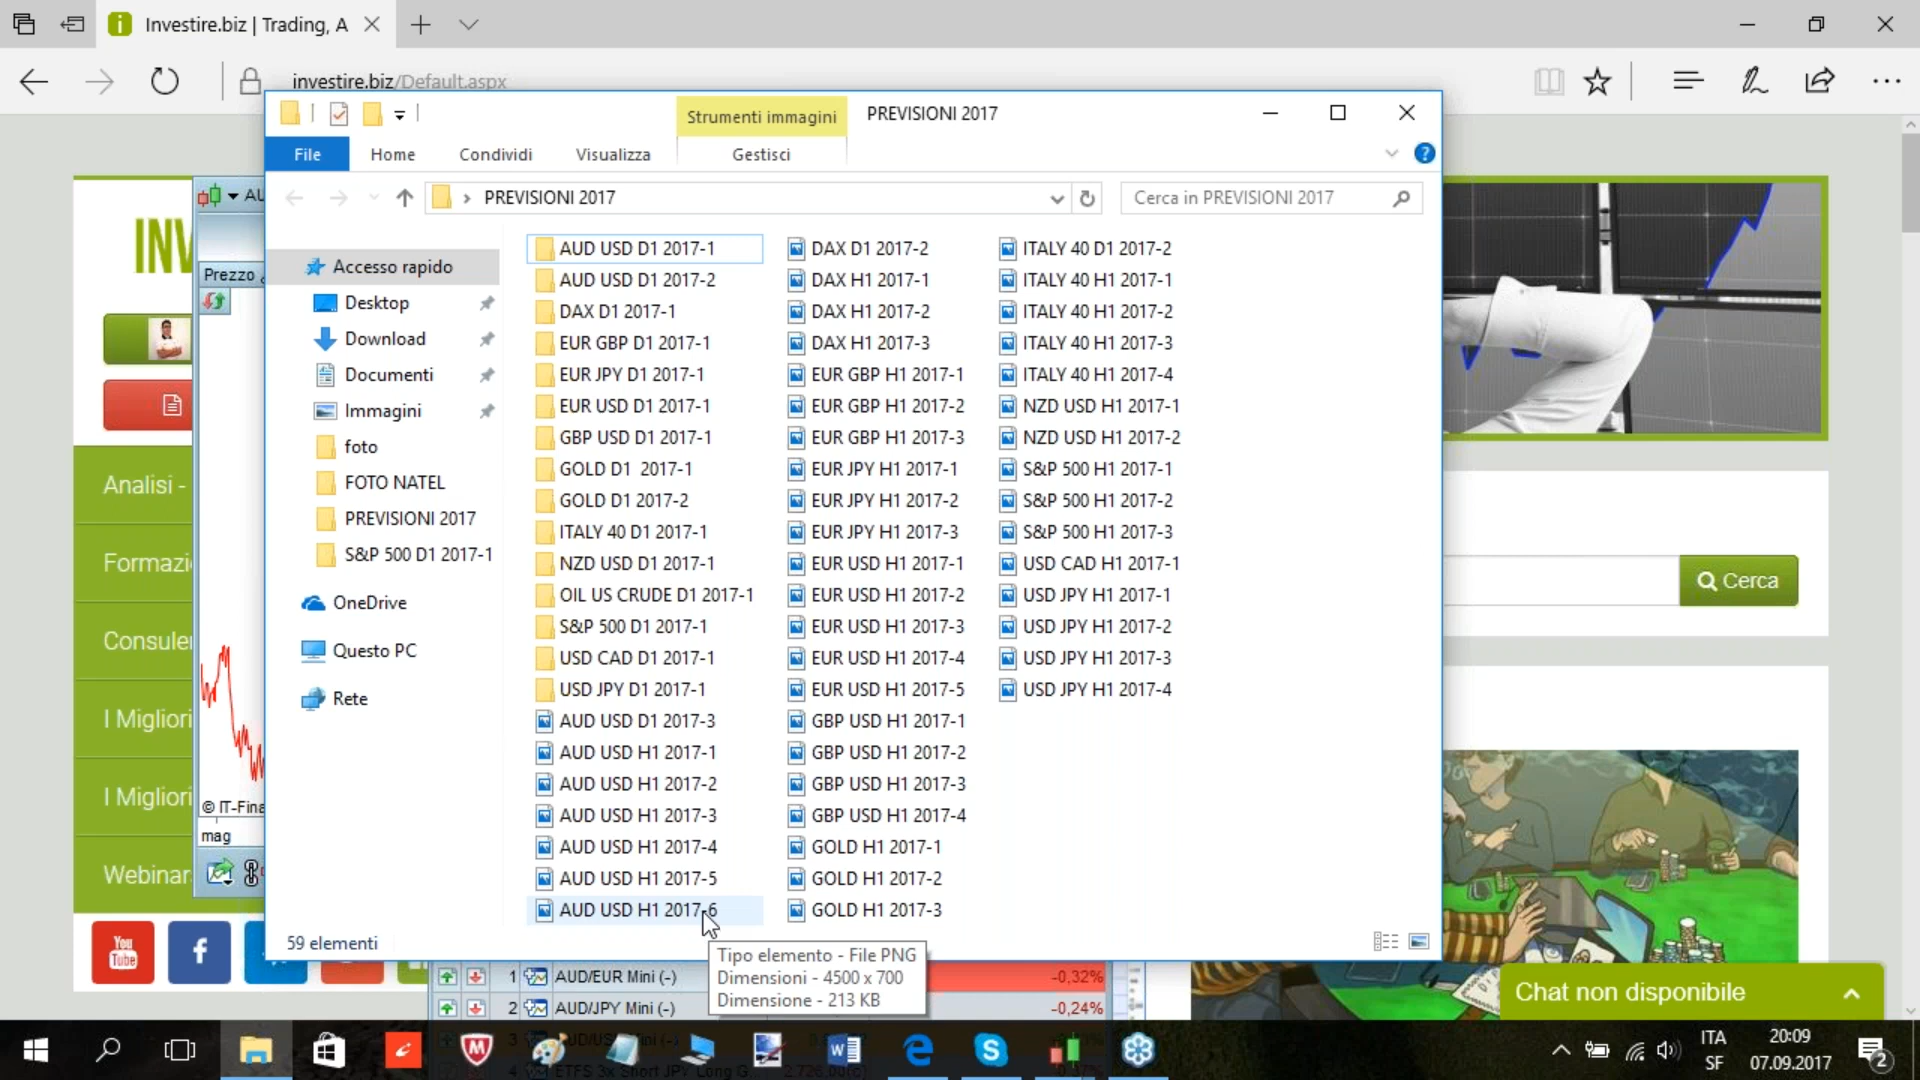 Investire.biz | Trading, A
investire.biz/Default.aspx
Strumenti immagini
PREVISIONI 2017
File
Home
Condividi
Visualizza
Gestisci
PREVISIONI 2017
Cerca in PREVISIONI 2017
Accesso rapido
Desktop
Download
Documenti
Immagini
foto
FOTO NATEL
PREVISIONI 2017
S&P 500 D1 2017-1
OneDrive
Questo PC
Rete
AUD USD D1 2017-1
AUD USD D1 2017-2
DAX D1 2017-1
EUR GBP D1 2017-1
EUR JPY D1 2017-1
EUR USD D1 2017-1
GBP USD D1 2017-1
GOLD D1  2017-1
GOLD D1 2017-2
ITALY 40 D1 2017-1
NZD USD D1 2017-1
OIL US CRUDE D1 2017-1
S&P 500 D1 2017-1
USD CAD D1 2017-1
USD JPY D1 2017-1
AUD USD D1 2017-3
AUD USD H1 2017-1
AUD USD H1 2017-2
AUD USD H1 2017-3
AUD USD H1 2017-4
AUD USD H1 2017-5
AUD USD H1 2017-6
DAX D1 2017-2
DAX H1 2017-1
DAX H1 2017-2
DAX H1 2017-3
EUR GBP H1 2017-1
EUR GBP H1 2017-2
EUR GBP H1 2017-3
EUR JPY H1 2017-1
EUR JPY H1 2017-2
EUR JPY H1 2017-3
EUR USD H1 2017-1
EUR USD H1 2017-2
EUR USD H1 2017-3
EUR USD H1 2017-4
EUR USD H1 2017-5
GBP USD H1 2017-1
GBP USD H1 2017-2
GBP USD H1 2017-3
GBP USD H1 2017-4
GOLD H1 2017-1
GOLD H1 2017-2
GOLD H1 2017-3
ITALY 40 D1 2017-2
ITALY 40 H1 2017-1
ITALY 40 H1 2017-2
ITALY 40 H1 2017-3
ITALY 40 H1 2017-4
NZD USD H1 2017-1
NZD USD H1 2017-2
S&P 500 H1 2017-1
S&P 500 H1 2017-2
S&P 500 H1 2017-3
USD CAD H1 2017-1
USD JPY H1 2017-1
USD JPY H1 2017-2
USD JPY H1 2017-3
USD JPY H1 2017-4
59 elementi
Tipo elemento - File PNG
Dimensioni - 4500 x 700
Dimensione - 213 KB
INV
AU
Prezzo
© IT-Fina
mag
Analisi -
Formazi
Consule
I Migliori
I Migliori
Webinar
You
Tube
1 AUD/EUR Mini (-) -0,32%
2 AUD/JPY Mini (-) -0,24%
Cerca
Chat non disponibile
ITA
SF
20:09
07.09.2017
2